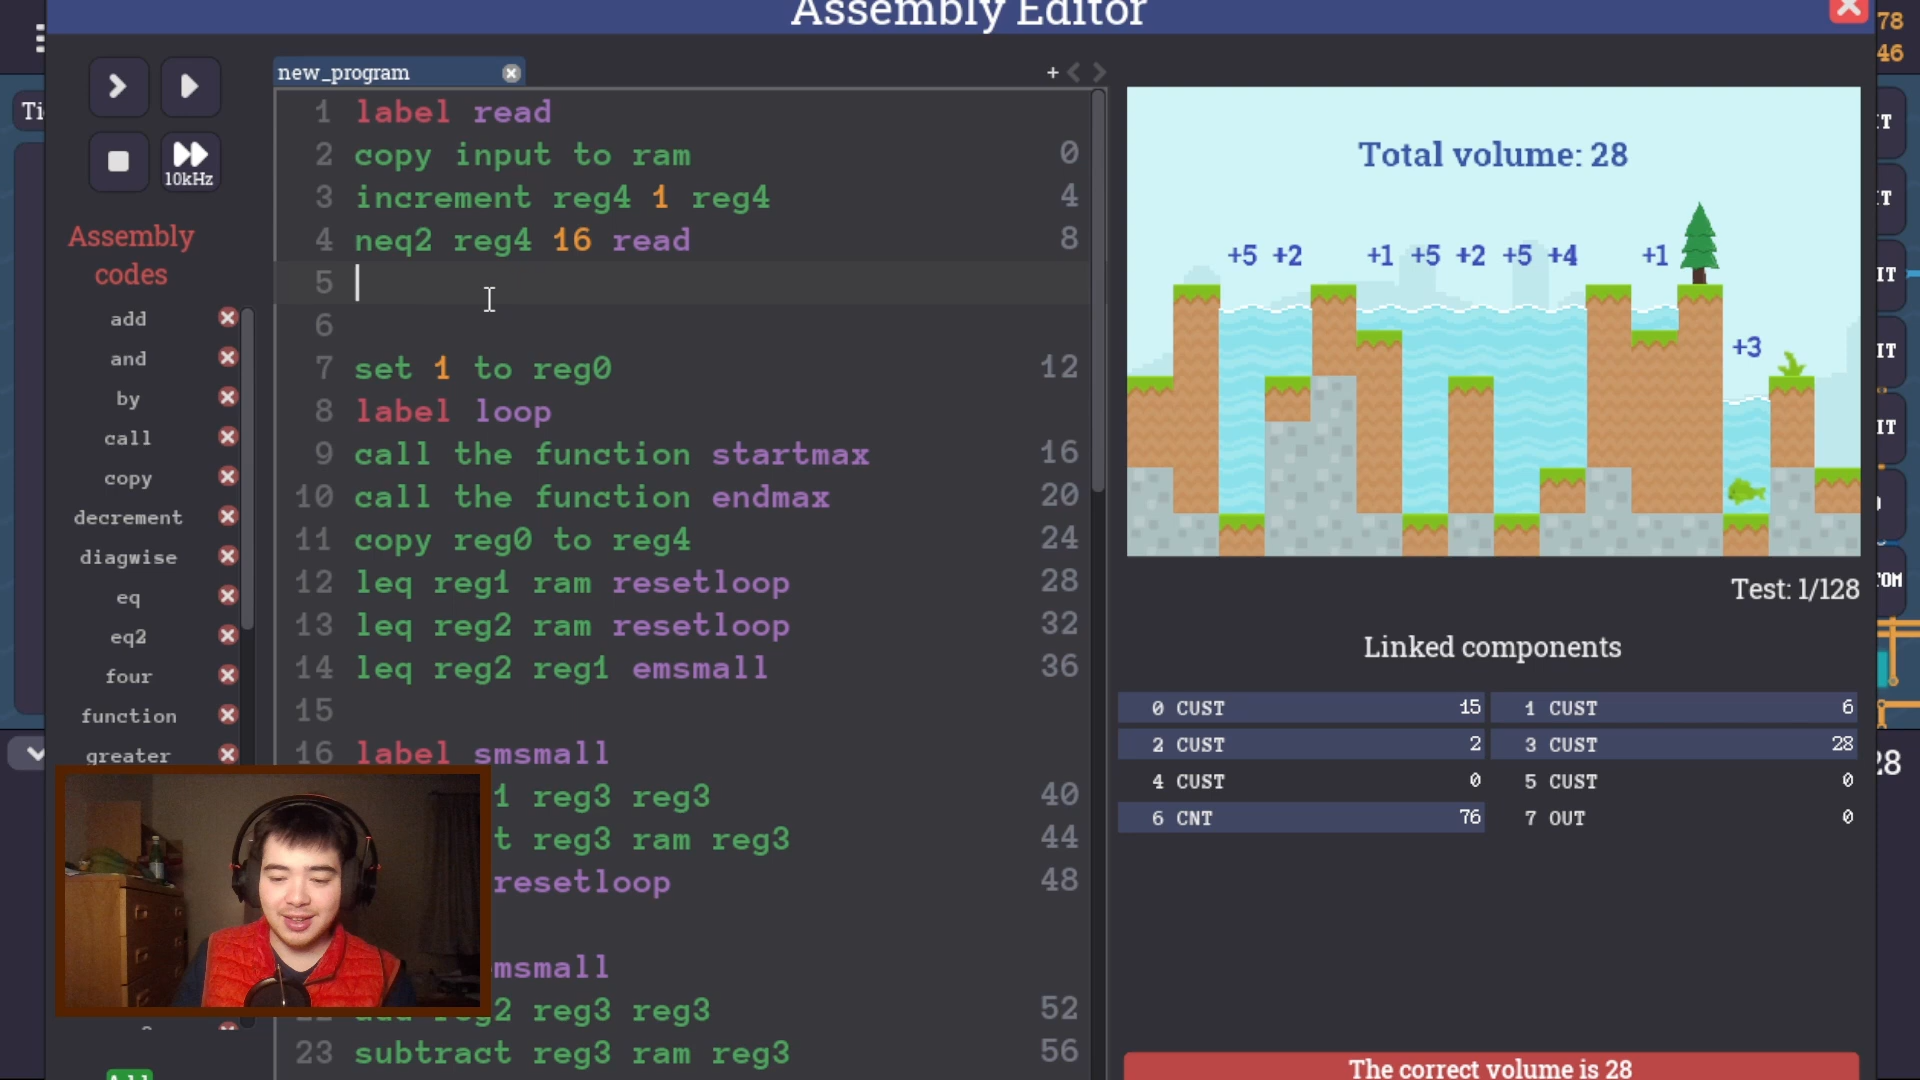 Assembly Editor
78
46
new_program
+
Ti
10kHz
Assembly
codes
add
and
by
call
copy
decrement
diagwise
eq
eq2
four
function
greater
1 label read
2 copy input to ram 0
3 increment reg4 1 reg4 4
4 neq2 reg4 16 read 8
5
6
7 set 1 to reg0 12
8 label loop
9 call the function startmax 16
10 call the function endmax 20
11 copy reg0 to reg4 24
12 leq reg1 ram resetloop 28
13 leq reg2 ram resetloop 32
14 leq reg2 reg1 emsmall 36
15
16 label smsmall
1 reg3 reg3 40
t reg3 ram reg3 44
resetloop 48
msmall
reg2 reg3 reg3 52
23 subtract reg3 ram reg3 56
Total volume: 28
+5 +2 +1 +5 +2 +5 +4 +1
+3
Test: 1/128
Linked components
0 CUST 15 1 CUST 6
2 CUST 2 3 CUST 28
4 CUST 0 5 CUST 0
6 CNT 76 7 OUT 0
The correct volume is 28
IT
IT
IT
IT
IT
OM
28